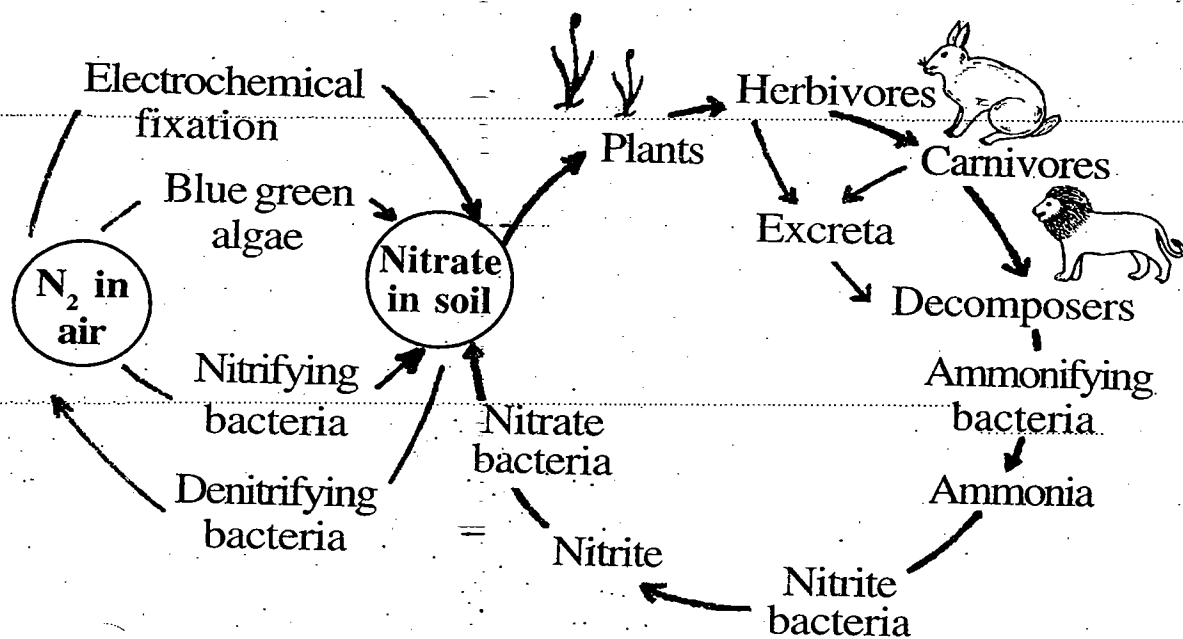 Electrochemical
fixation
Blue green
algae
N₂ in
air
Nitrate
in soil
Nitrifying
bacteria
Denitrifying
bacteria
Plants
Herbivores
Carnivores
Excreta
Decomposers
Ammonifying
bacteria
Ammonia
Nitrite
bacteria
Nitrite
Nitrate
bacteria